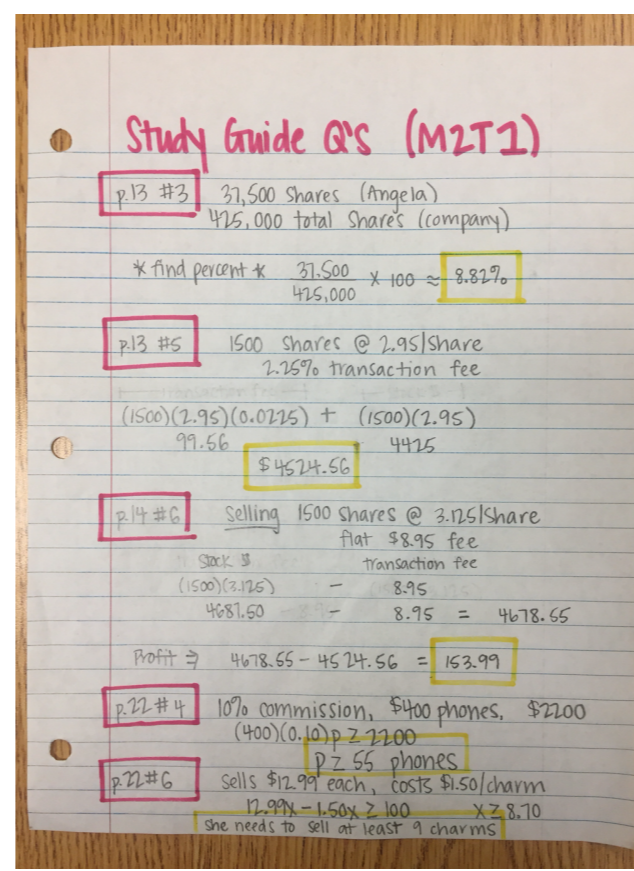 Study Guide Q's (M2T1)
p.13 #3 37,500 shares (Angela)
425,000 total shares (company)
* find percent * 37,500 / 425,000 x 100 ≈ 8.82%
p.13 #5 1500 shares @ 2.95/share
2.25% transaction fee
(1500)(2.95)(0.0225) + (1500)(2.95)
99.56 4425
$4524.56
p.14 #6 selling 1500 shares @ 3.125/share
flat $8.95 fee
stock $ transaction fee
(1500)(3.125) - 8.95
4687.50 - 8.95 = 4678.55
Profit ⇒ 4678.55 - 4524.56 = 153.99
p.22 #4 10% commission, $400 phones, $2200
(400)(0.10)p ≥ 2200
p ≥ 55 phones
p.22 #6 sells $12.99 each, costs $1.50/charm
12.99x - 1.50x ≥ 100 x ≥ 8.70
she needs to sell at least 9 charms